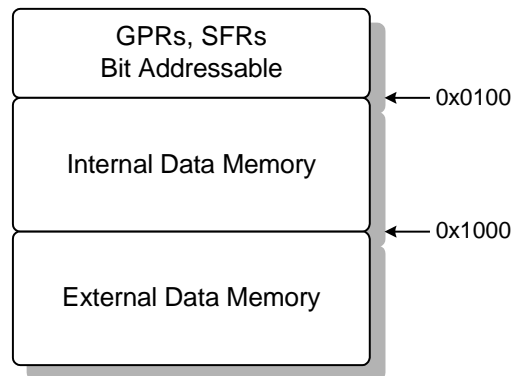 GPRs, SFRs
Bit Addressable
0x0100
Internal Data Memory
0x1000
External Data Memory